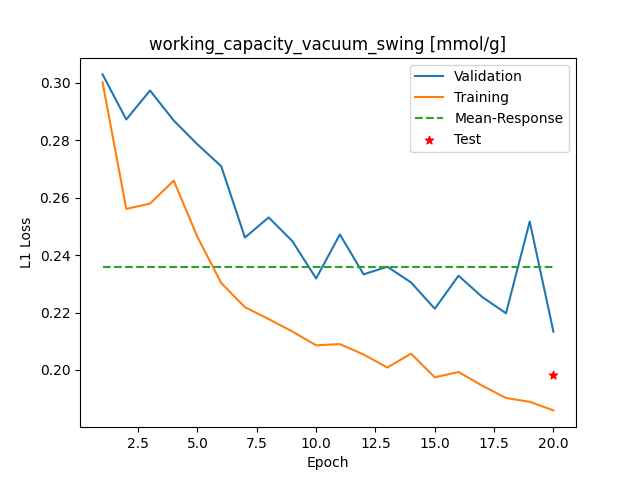 working_capacity_vacuum_swing [mmol/g]
Validation
Training
Mean-Response
Test
L1 Loss
0.30
0.28
0.26
0.24
0.22
0.20
2.5 5.0 7.5 10.0 12.5 15.0 17.5 20.0
Epoch